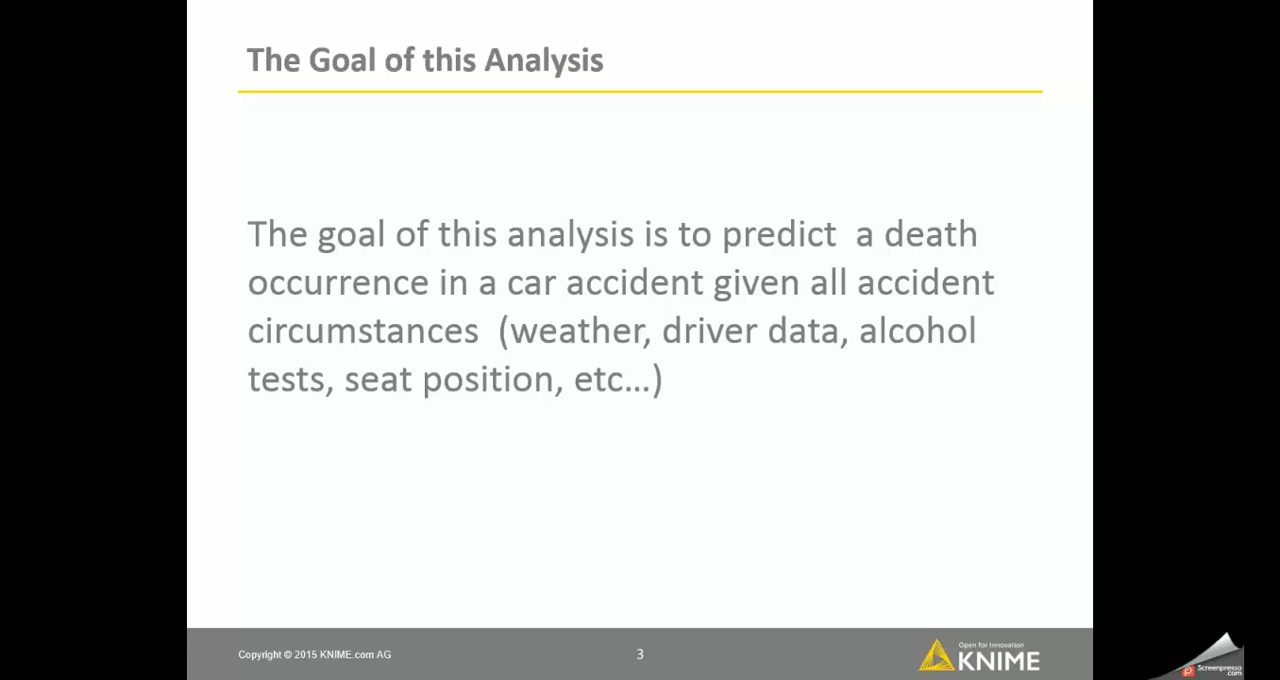 The Goal of this Analysis
The goal of this analysis is to predict a death
occurrence in a car accident given all accident
circumstances (weather, driver data, alcohol
tests, seat position, etc...)
Copyright © 2015 KNIME.com AG
3
Open for Innovation
KNIME
Screenpresso
.com